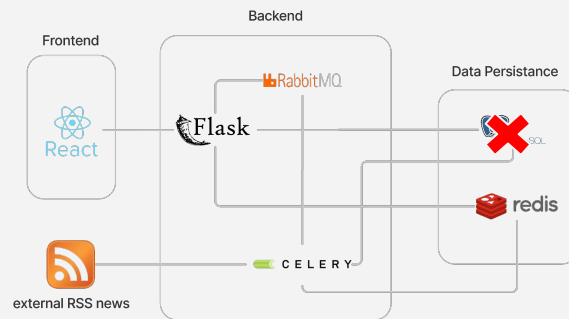 Backend
Frontend
Data Persistance
RabbitMQ
Flask
React
SQL
redis
CELERY
external RSS news